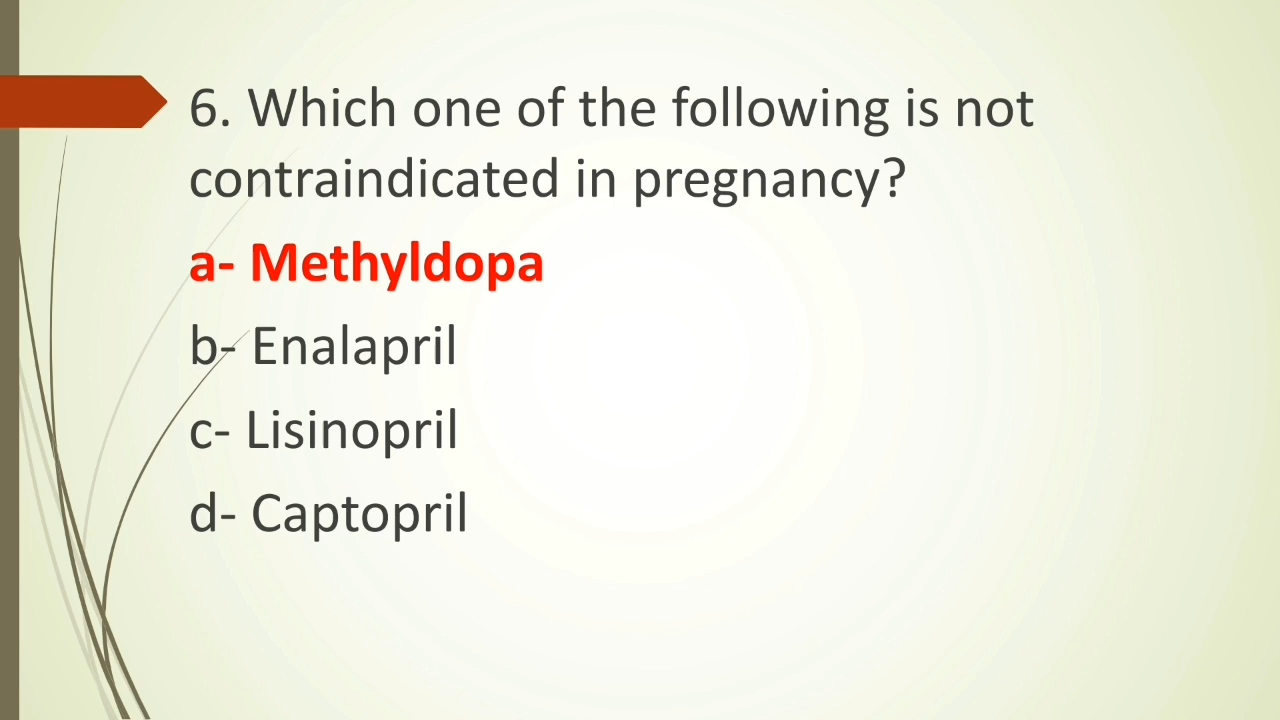 6. Which one of the following is not
contraindicated in pregnancy?
a- Methyldopa
b- Enalapril
c- Lisinopril
d- Captopril